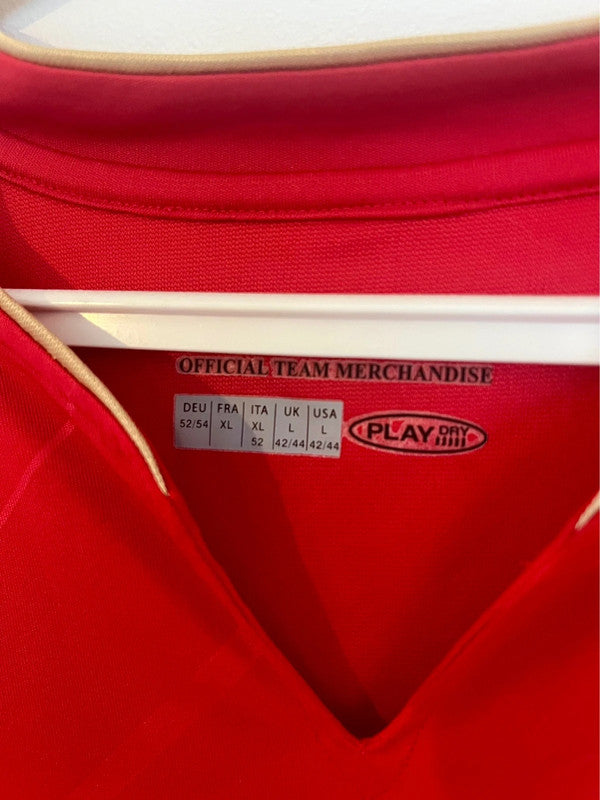 OFFICIAL TEAM MERCHANDISE
DEU FRA ITA UK USA
52/54 XL XL L L
52 42/44 42/44
PLAY DRY